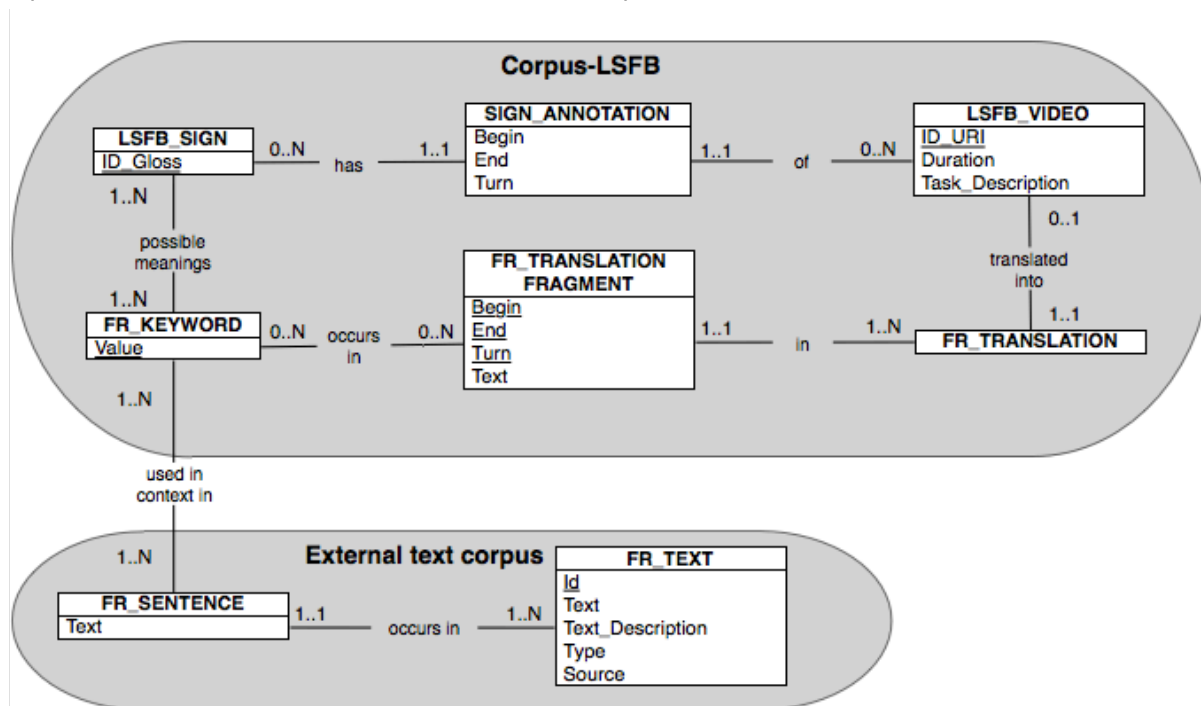 Corpus-LSFB
LSFB_SIGN
ID_Gloss
0..N
has
1..1
SIGN_ANNOTATION
Begin
End
Turn
1..1
of
0..N
LSFB_VIDEO
ID_URI
Duration
Task_Description
1..N
possible
meanings
1..N
0..1
translated
into
1..1
FR_KEYWORD
Value
0..N
occurs
in
0..N
FR_TRANSLATION
FRAGMENT
Begin
End
Turn
Text
1..1
in
1..N
FR_TRANSLATION
1..N
used in
context in
1..N
External text corpus
FR_SENTENCE
Text
1..1
occurs in
1..N
FR_TEXT
Id
Text
Text_Description
Type
Source